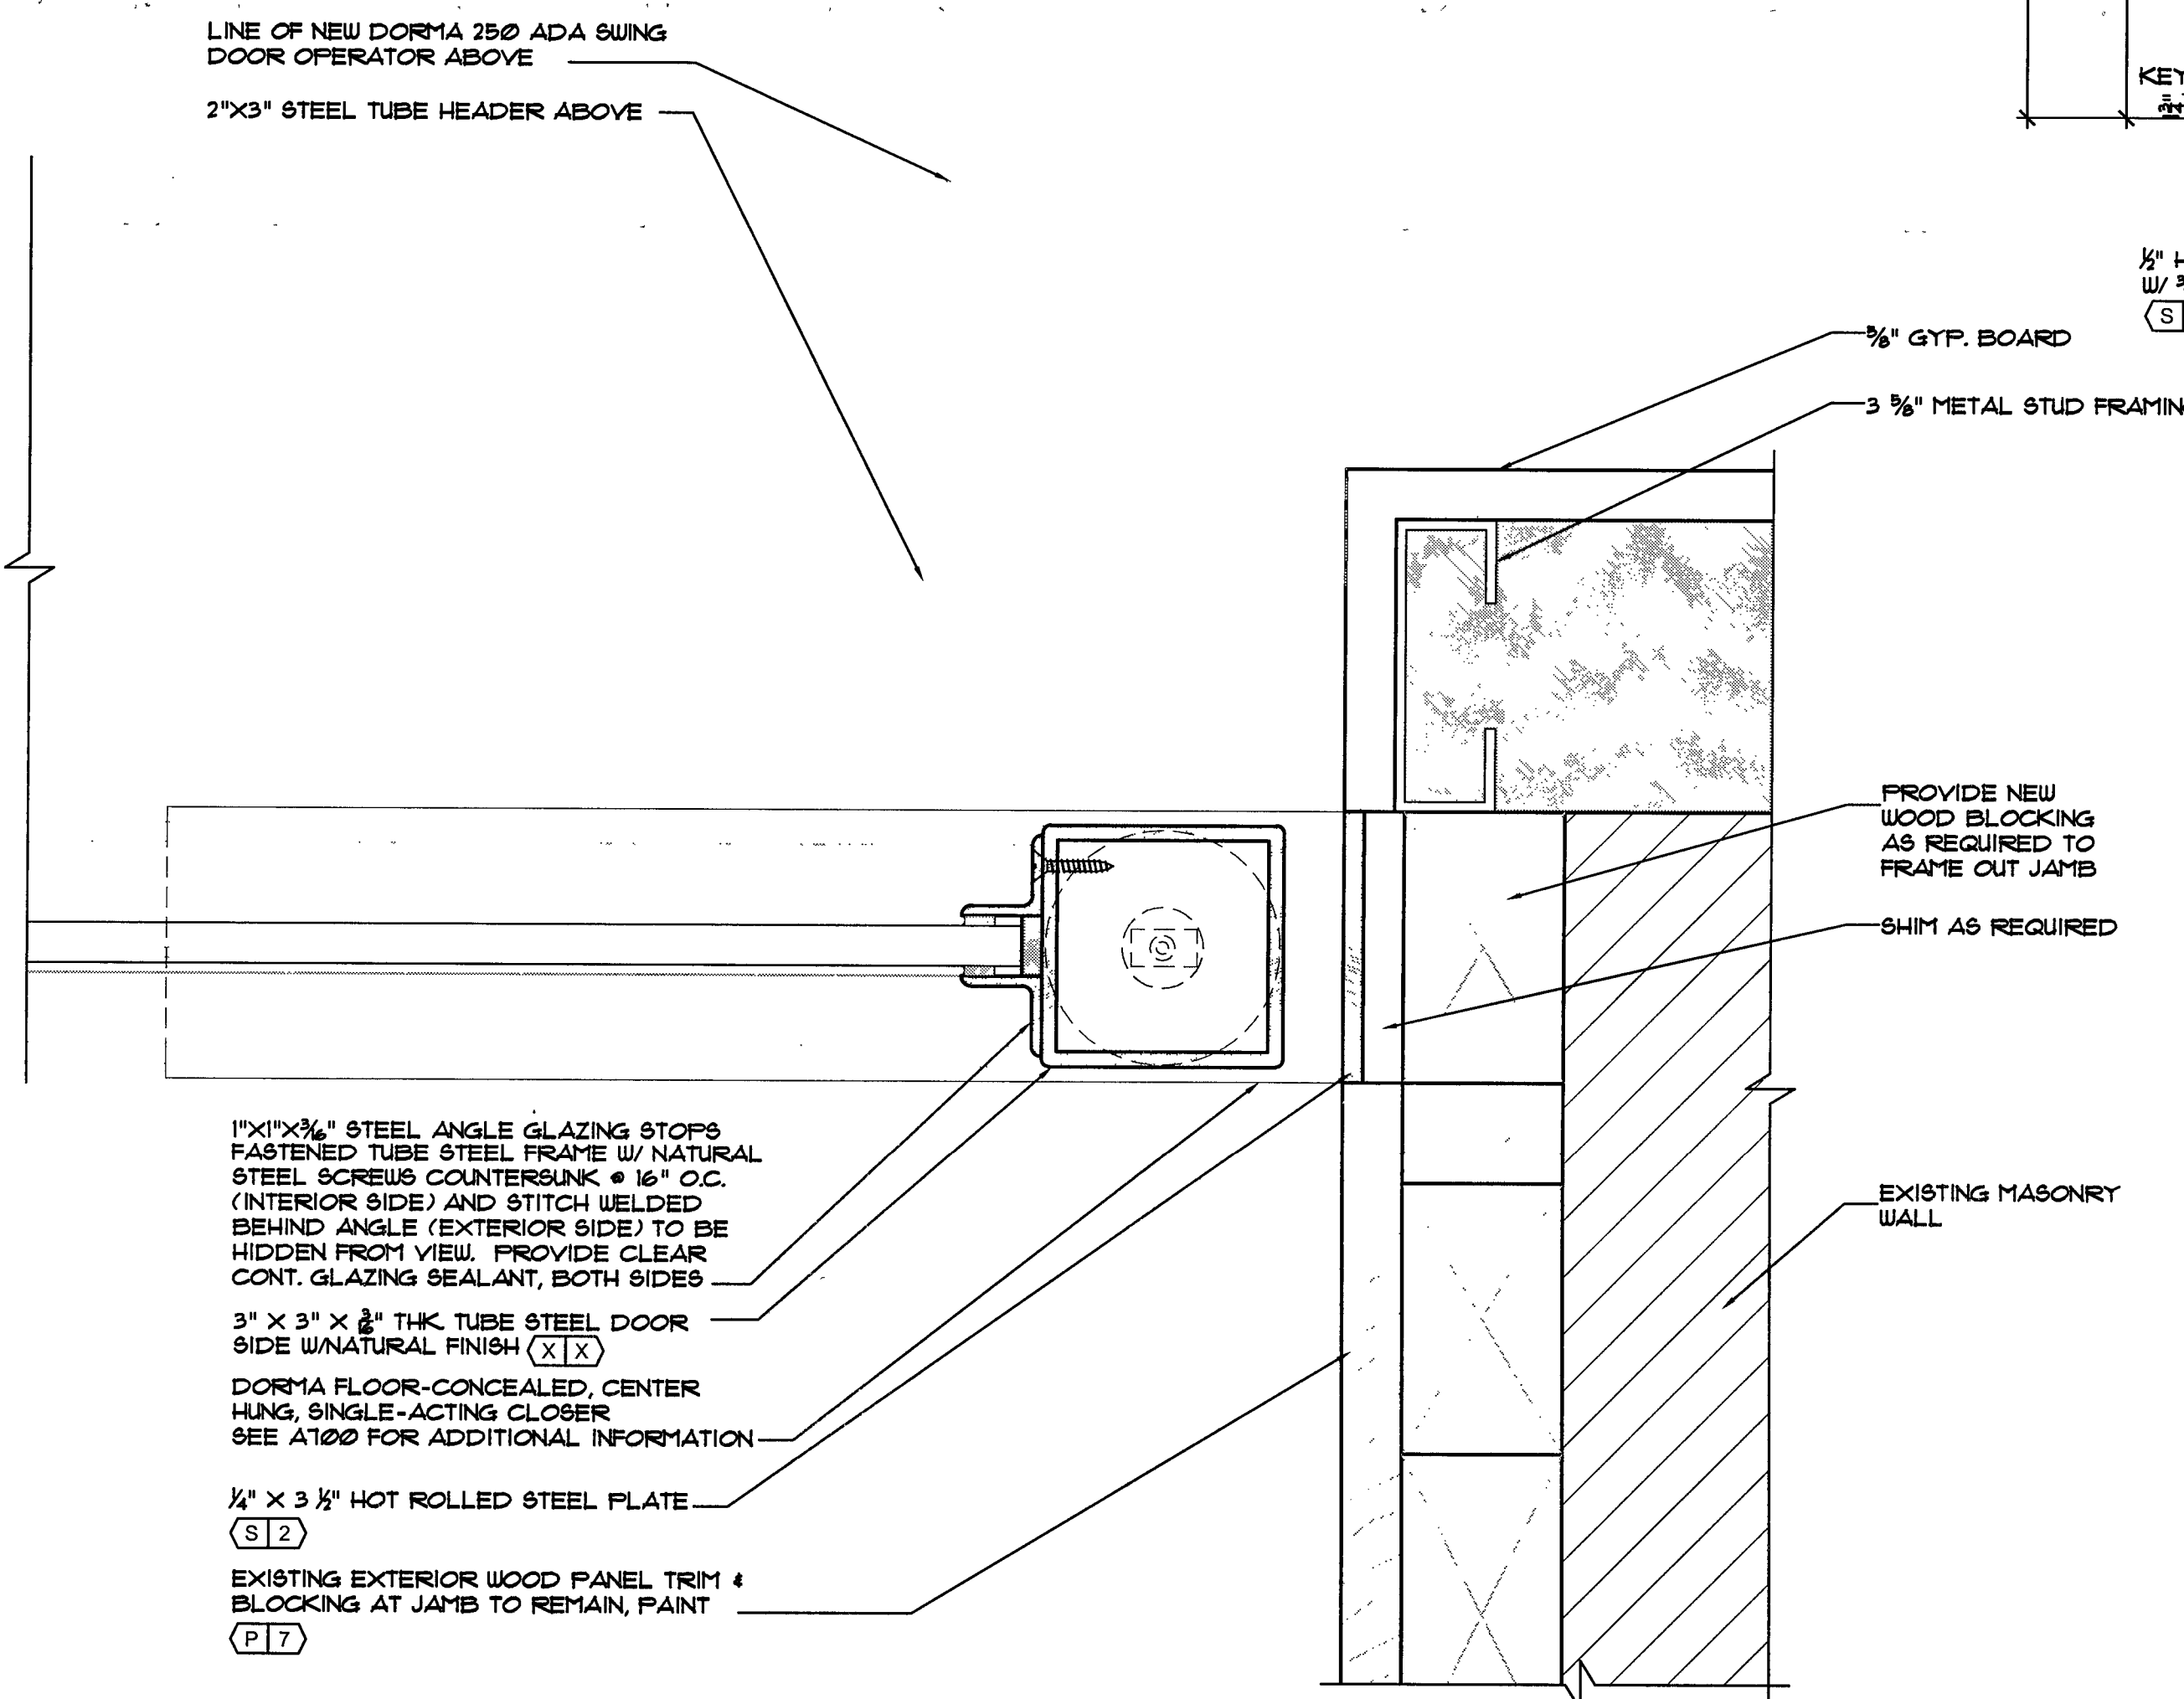 LINE OF NEW DORMA 250 ADA SWING
DOOR OPERATOR ABOVE
2"X3" STEEL TUBE HEADER ABOVE
KEY
3/4"
1/2" H
W/ 3
S
5/8" GYP. BOARD
3 5/8" METAL STUD FRAMIN
PROVIDE NEW
WOOD BLOCKING
AS REQUIRED TO
FRAME OUT JAMB
SHIM AS REQUIRED
EXISTING MASONRY
WALL
1"X1"X3/16" STEEL ANGLE GLAZING STOPS
FASTENED TUBE STEEL FRAME W/ NATURAL
STEEL SCREWS COUNTERSUNK @ 16" O.C.
(INTERIOR SIDE) AND STITCH WELDED
BEHIND ANGLE (EXTERIOR SIDE) TO BE
HIDDEN FROM VIEW. PROVIDE CLEAR
CONT. GLAZING SEALANT, BOTH SIDES
3" X 3" X 3/16" THK. TUBE STEEL DOOR
SIDE W/NATURAL FINISH X X
DORMA FLOOR-CONCEALED, CENTER
HUNG, SINGLE-ACTING CLOSER
SEE A700 FOR ADDITIONAL INFORMATION
1/4" X 3 1/2" HOT ROLLED STEEL PLATE
S 2
EXISTING EXTERIOR WOOD PANEL TRIM &
BLOCKING AT JAMB TO REMAIN, PAINT
P 7